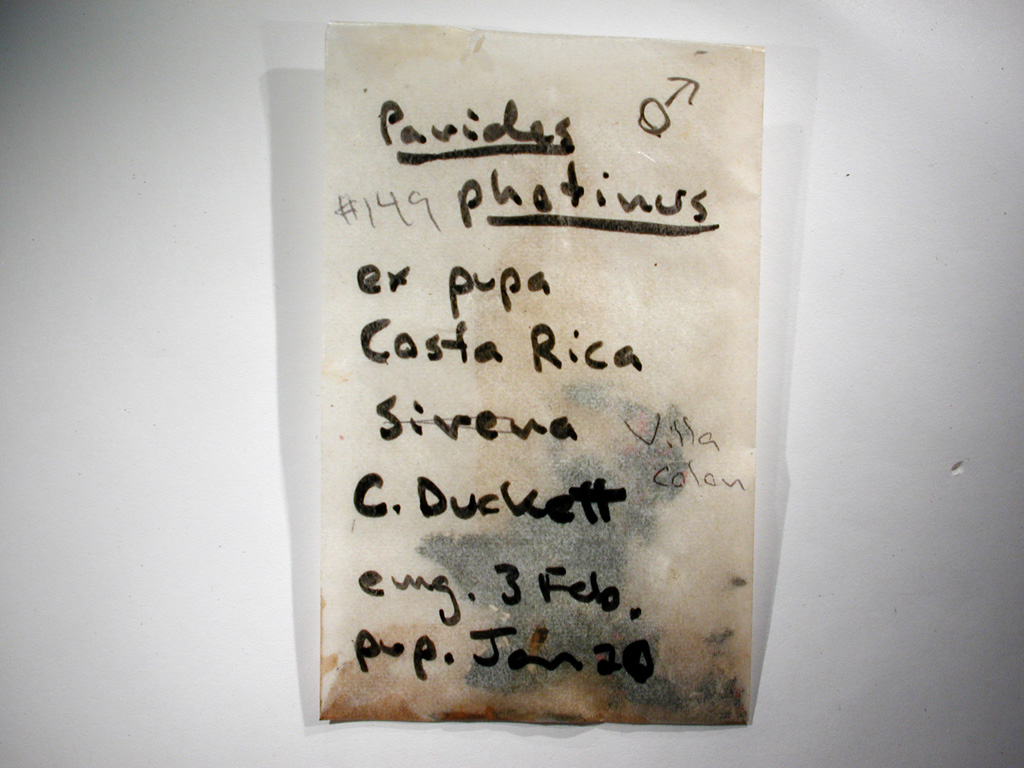 Parides ♂
#149 photinus
ex pupa
Costa Rica
Sirena
Villa
Colon
C. Duckett
emg. 3 Feb.
pup. Jan 20